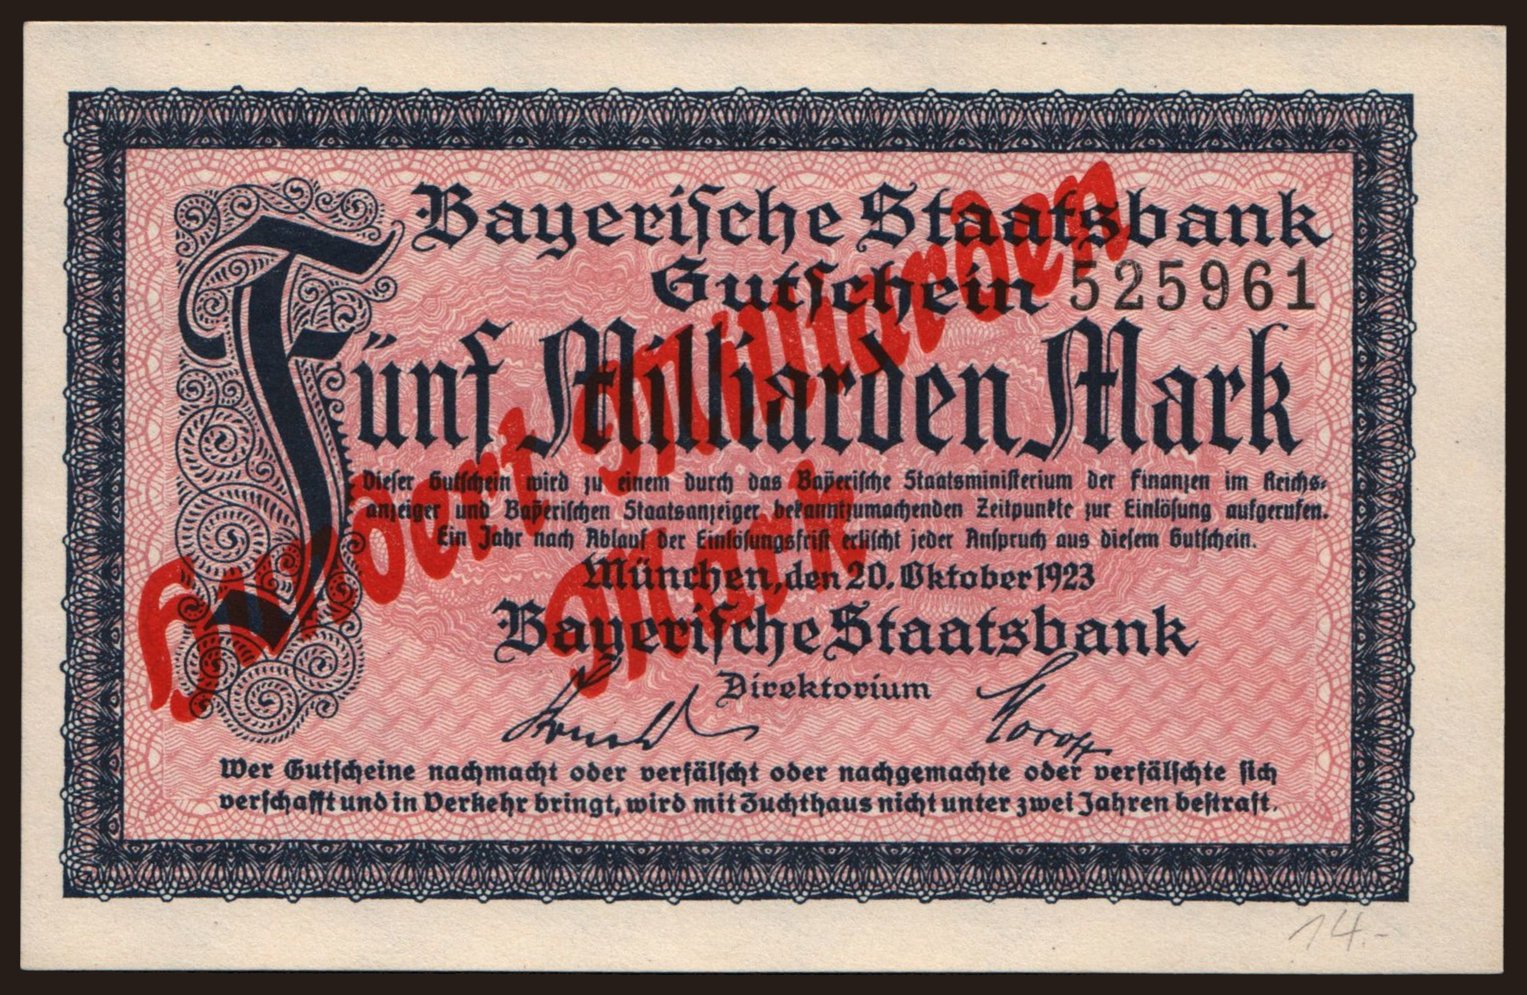 Bayerische Staatsbank
Gutschein 525961
Fünf Milliarden Mark
Dieser Gutschein wird zu einem durch das Bayerische Staatsministerium der Finanzen im Reichs-
anzeiger und Bayerischen Staatsanzeiger bekanntzumachenden Zeitpunkte zur Einlösung aufgerufen.
Ein Jahr nach Ablauf der Einlösungsfrist erlischt jeder Anspruch aus diesem Gutschein.
München, den 20. Oktober 1923
Bayerische Staatsbank
Direktorium
Wer Gutscheine nachmacht oder verfälscht oder nachgemachte oder verfälschte sich
verschafft und in Verkehr bringt, wird mit Zuchthaus nicht unter zwei Jahren bestraft.
Hundert Milliarden
Mark
14.-